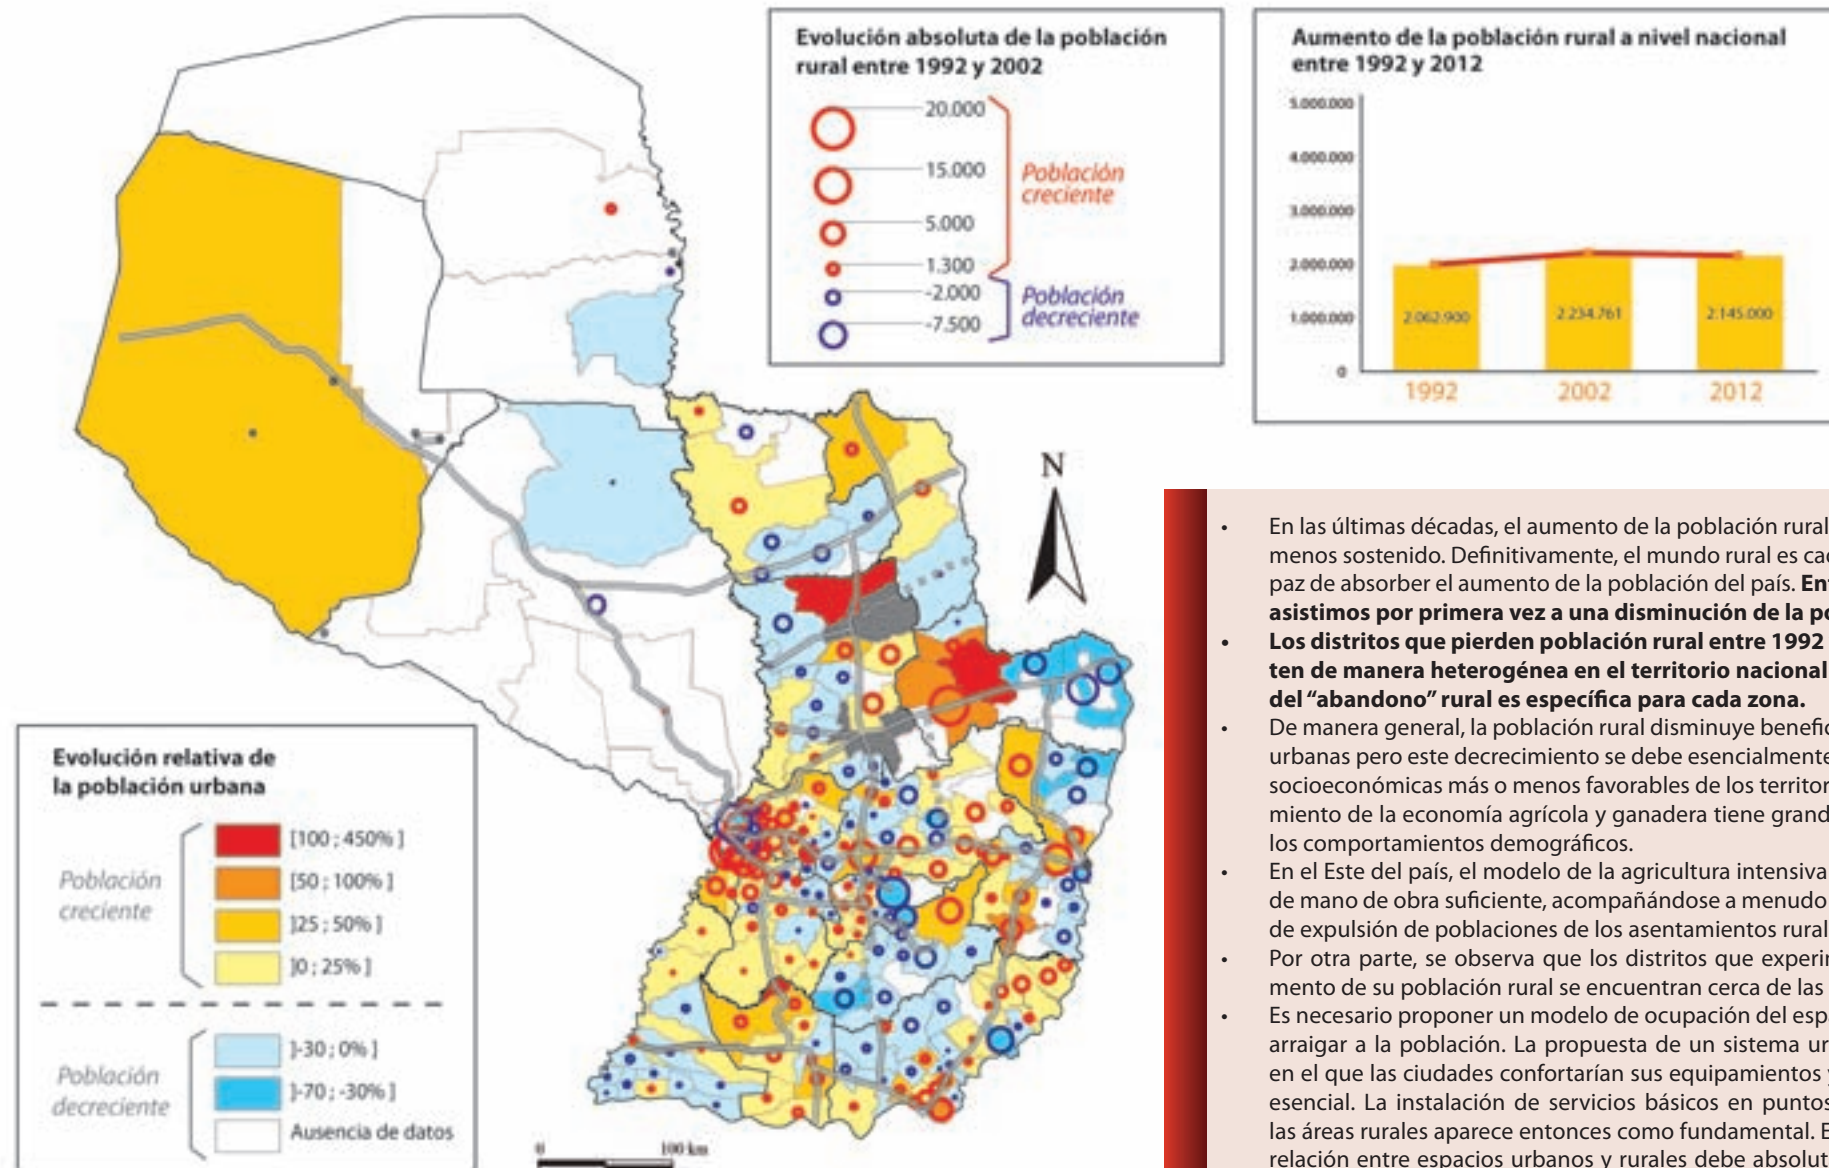 Evolución absoluta de la población
rural entre 1992 y 2002
20.000
15.000
5.000
1.300
-2.000
-7.500
Población
creciente
Población
decreciente
Aumento de la población rural a nivel nacional
entre 1992 y 2012
5.000.000
4.000.000
3.000.000
2.000.000
1.000.000
0
2.062.900
2.234.761
2.145.000
1992
2002
2012
N
Evolución relativa de
la población urbana
Población
creciente
[100 ; 450% ]
[50 ; 100% ]
]25 ; 50% ]
]0 ; 25% ]
Población
decreciente
]-30 ; 0% ]
]-70 ; -30% ]
Ausencia de datos
0 100 km
• En las últimas décadas, el aumento de la población rural
menos sostenido. Definitivamente, el mundo rural es
paz de absorber el aumento de la población del país.
asistimos por primera vez a una disminución de la
• Los distritos que pierden población rural entre 1992
ten de manera heterogénea en el territorio nacional
del “abandono” rural es específica para cada zona.
• De manera general, la población rural disminuye
urbanas pero este decrecimiento se debe esencialmente
socioeconómicas más o menos favorables de los
miento de la economía agrícola y ganadera tiene
los comportamientos demográficos.
• En el Este del país, el modelo de la agricultura intensiva
de mano de obra suficiente, acompañándose a menudo
de expulsión de poblaciones de los asentamientos
• Por otra parte, se observa que los distritos que
mento de su población rural se encuentran cerca de las
• Es necesario proponer un modelo de ocupación del
arraigar a la población. La propuesta de un sistema
en el que las ciudades confortarían sus equipamientos
esencial. La instalación de servicios básicos en puntos
las áreas rurales aparece entonces como fundamental.
relación entre espacios urbanos y rurales debe